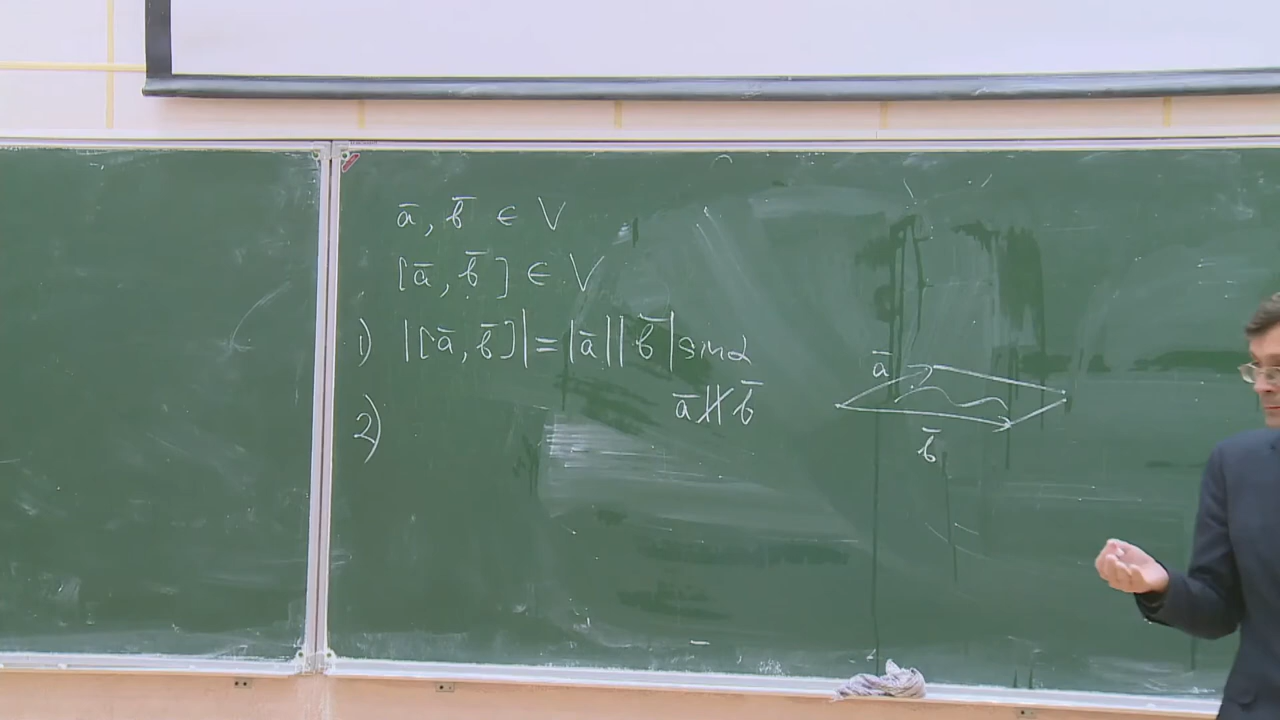 ā, b̄ ∈ V
[ā, b̄] ∈ V
1) |[ā, b̄]| = |ā||b̄| sin α
ā ∦ b̄
2)
ā
b̄